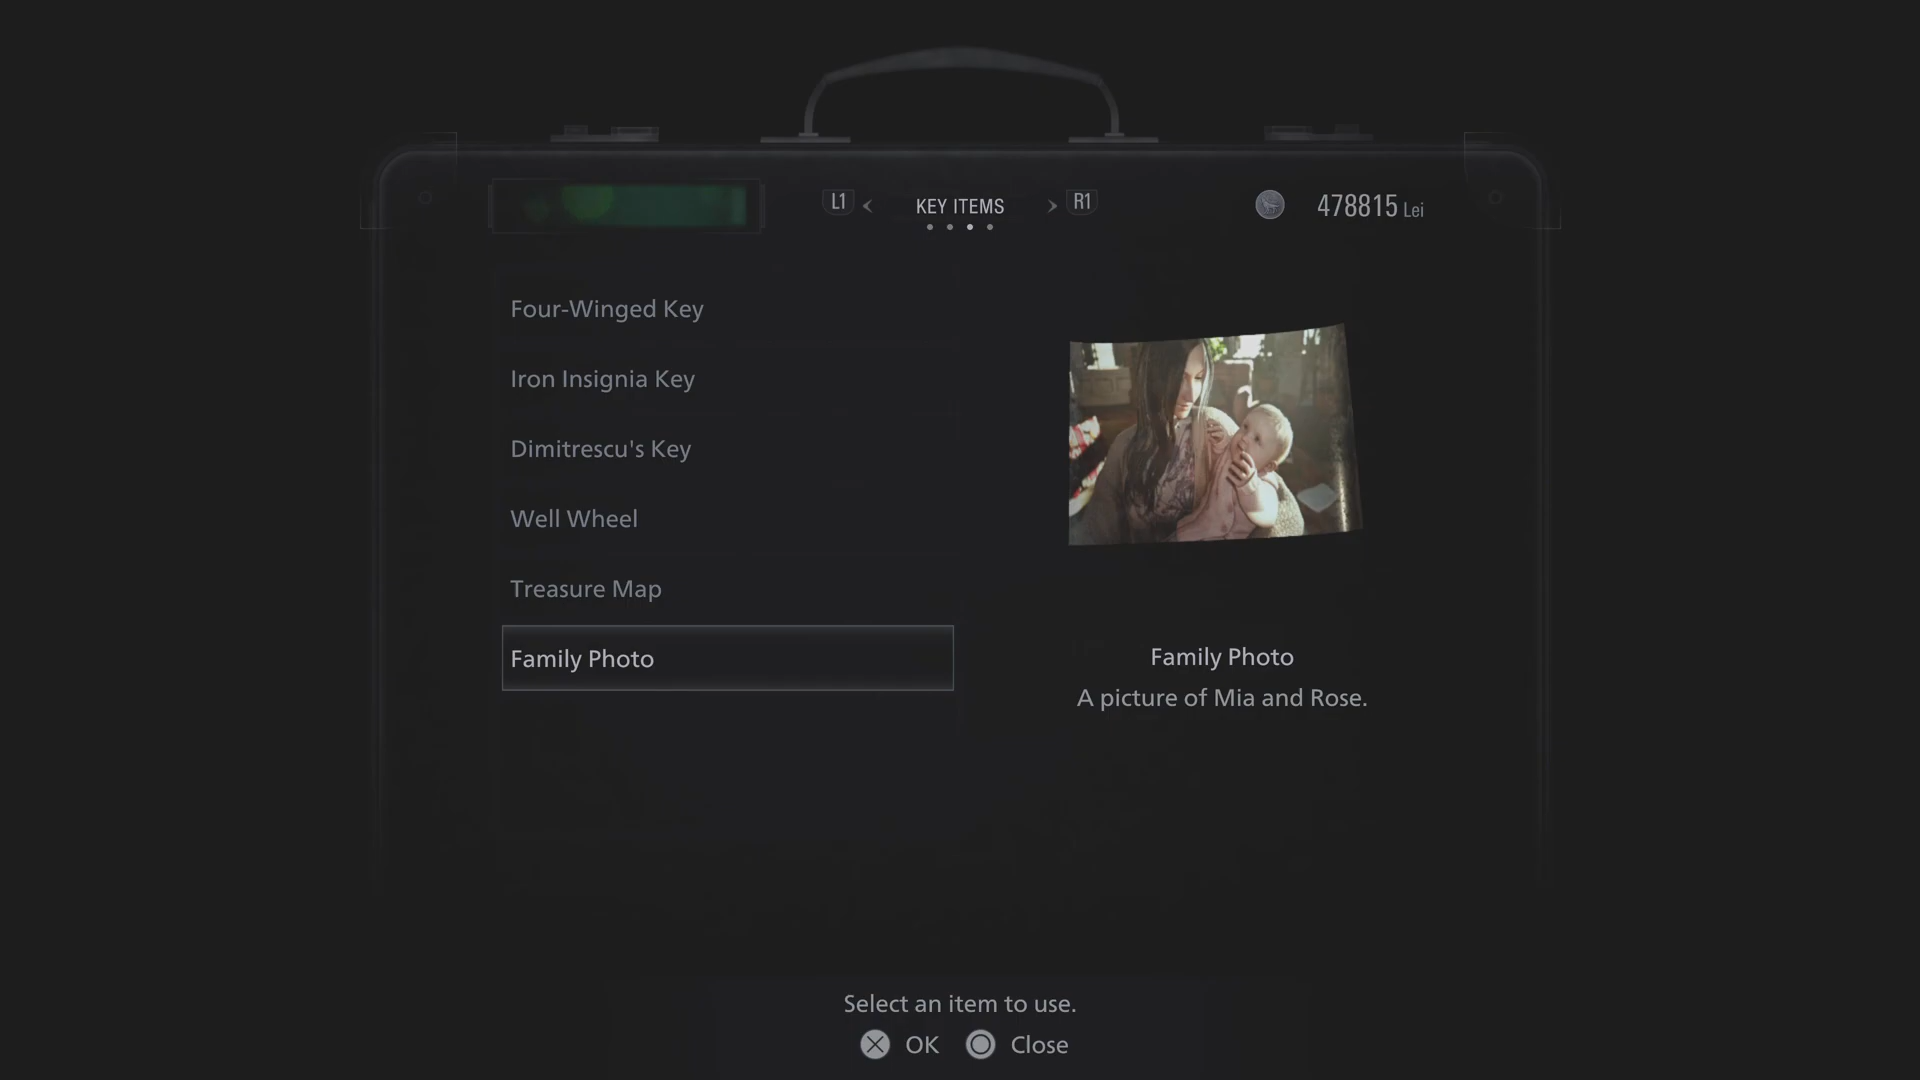 L1
KEY ITEMS
R1
478815 Lei
Four-Winged Key
Iron Insignia Key
Dimitrescu's Key
Well Wheel
Treasure Map
Family Photo
Family Photo
A picture of Mia and Rose.
Select an item to use.
OK
Close